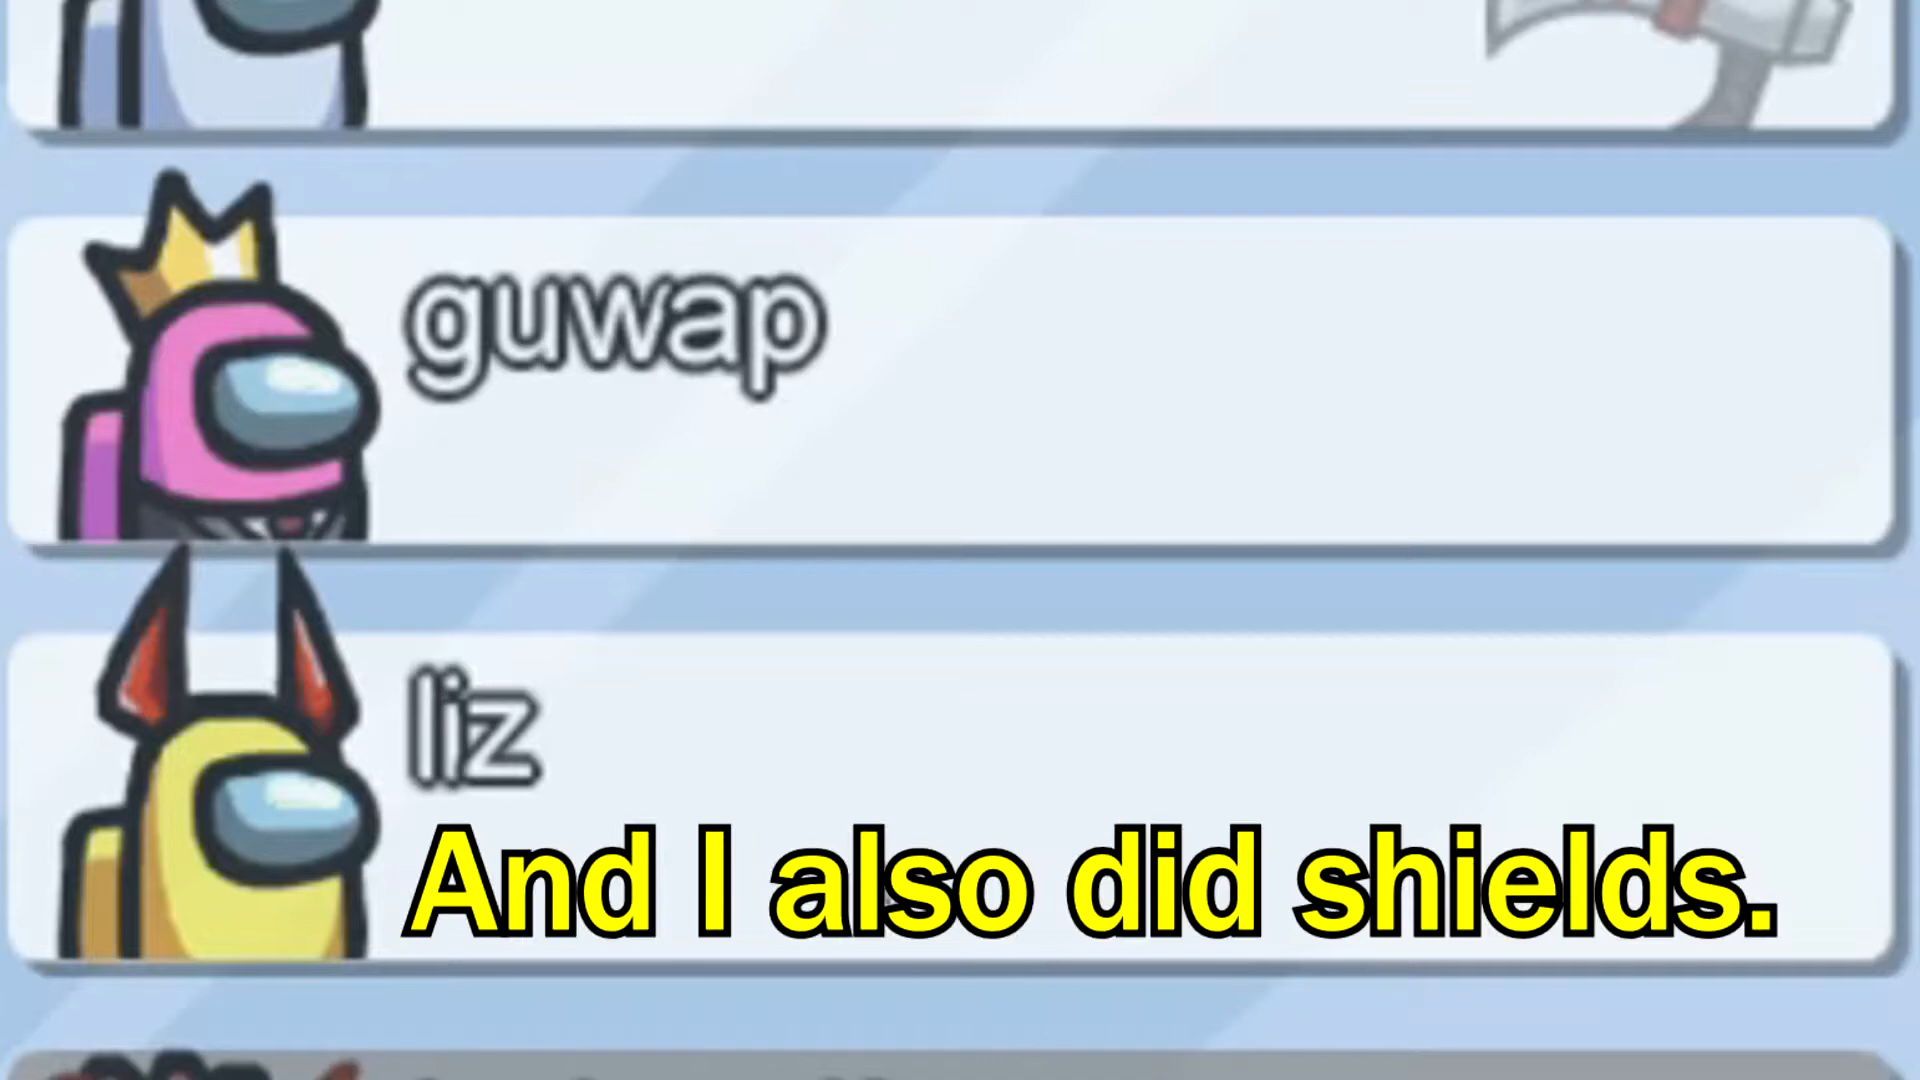 guwap
liz
And I also did shields.